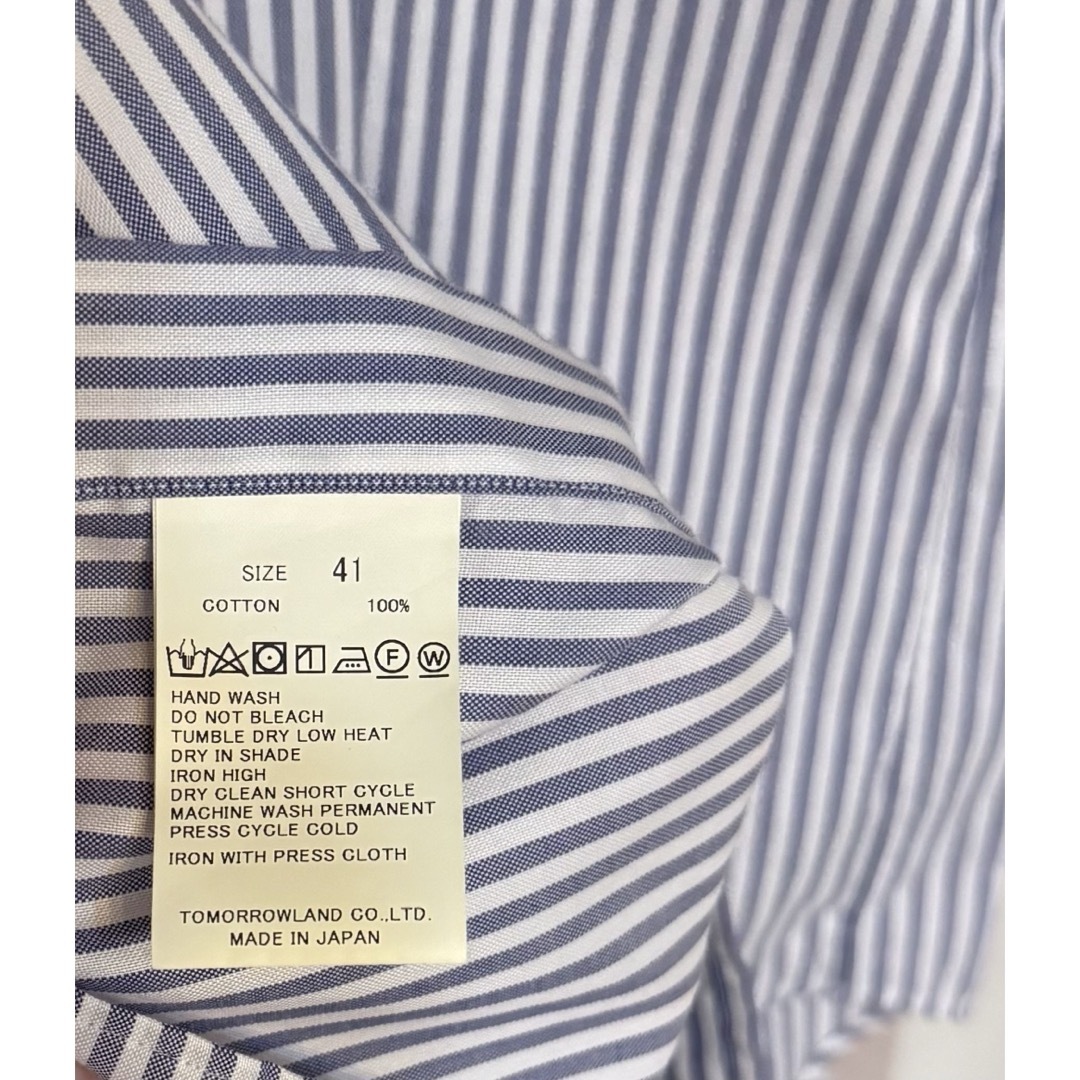 SIZE 41
COTTON 100%
F W
HAND WASH
DO NOT BLEACH
TUMBLE DRY LOW HEAT
DRY IN SHADE
IRON HIGH
DRY CLEAN SHORT CYCLE
MACHINE WASH PERMANENT
PRESS CYCLE COLD
IRON WITH PRESS CLOTH
TOMORROWLAND CO.,LTD.
MADE IN JAPAN